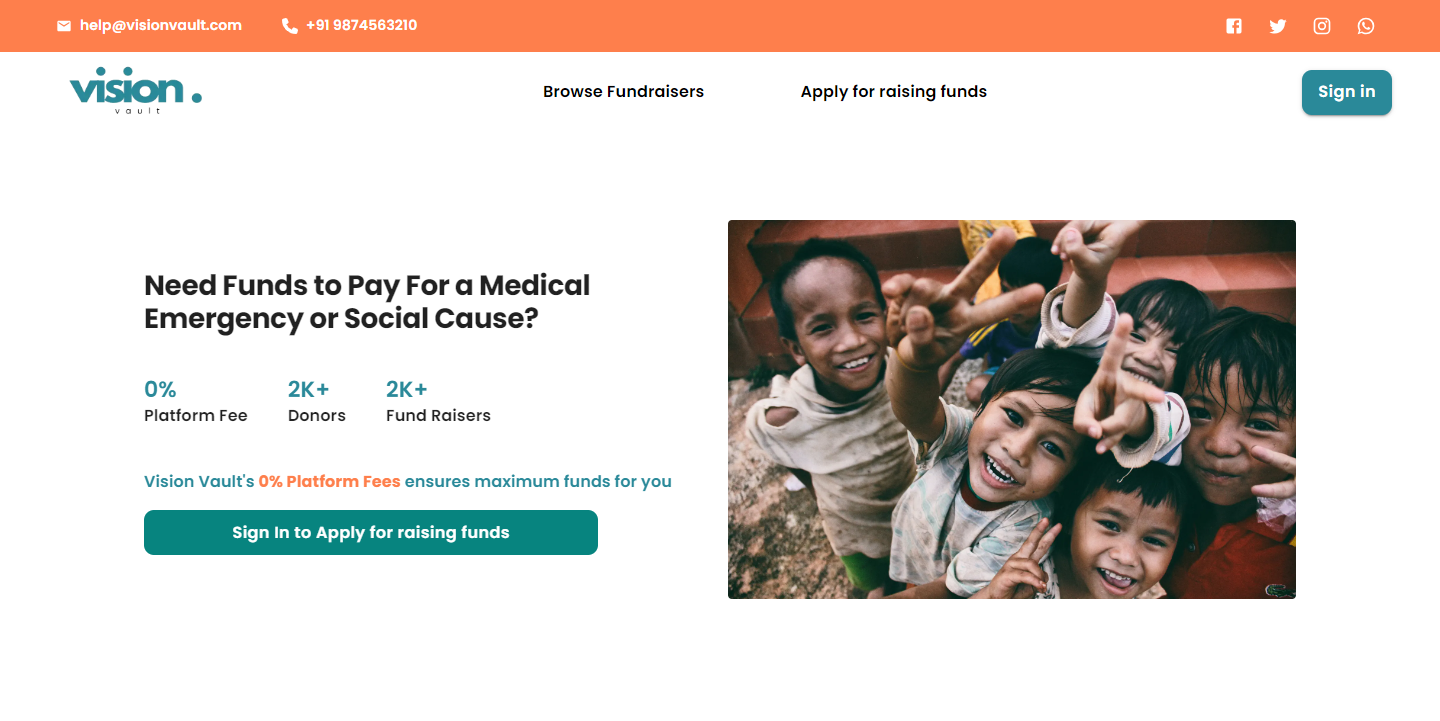 help@visionvault.com
+91 9874563210
vision.
vault
Browse Fundraisers
Apply for raising funds
Sign in
Need Funds to Pay For a Medical
Emergency or Social Cause?
0%
Platform Fee
2K+
Donors
2K+
Fund Raisers
Vision Vault's 0% Platform Fees ensures maximum funds for you
Sign In to Apply for raising funds